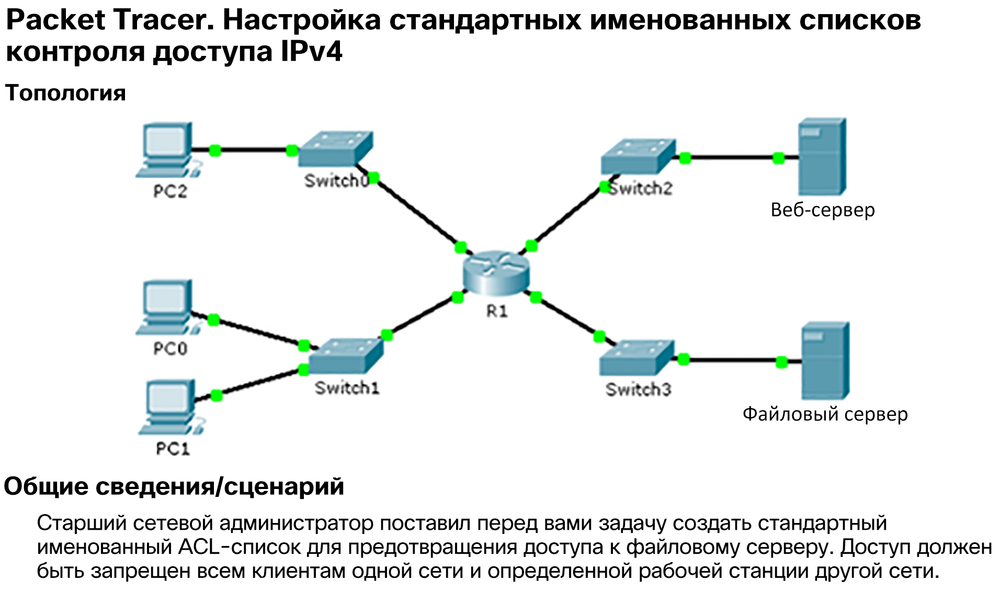 Packet Tracer. Настройка стандартных именованных списков
контроля доступа IPv4
Топология
PC2
Switch0
Switch2
Веб-сервер
R1
PC0
Switch1
Switch3
Файловый сервер
PC1
Общие сведения/сценарий
Старший сетевой администратор поставил перед вами задачу создать стандартный
именованный ACL-список для предотвращения доступа к файловому серверу. Доступ должен
быть запрещен всем клиентам одной сети и определенной рабочей станции другой сети.